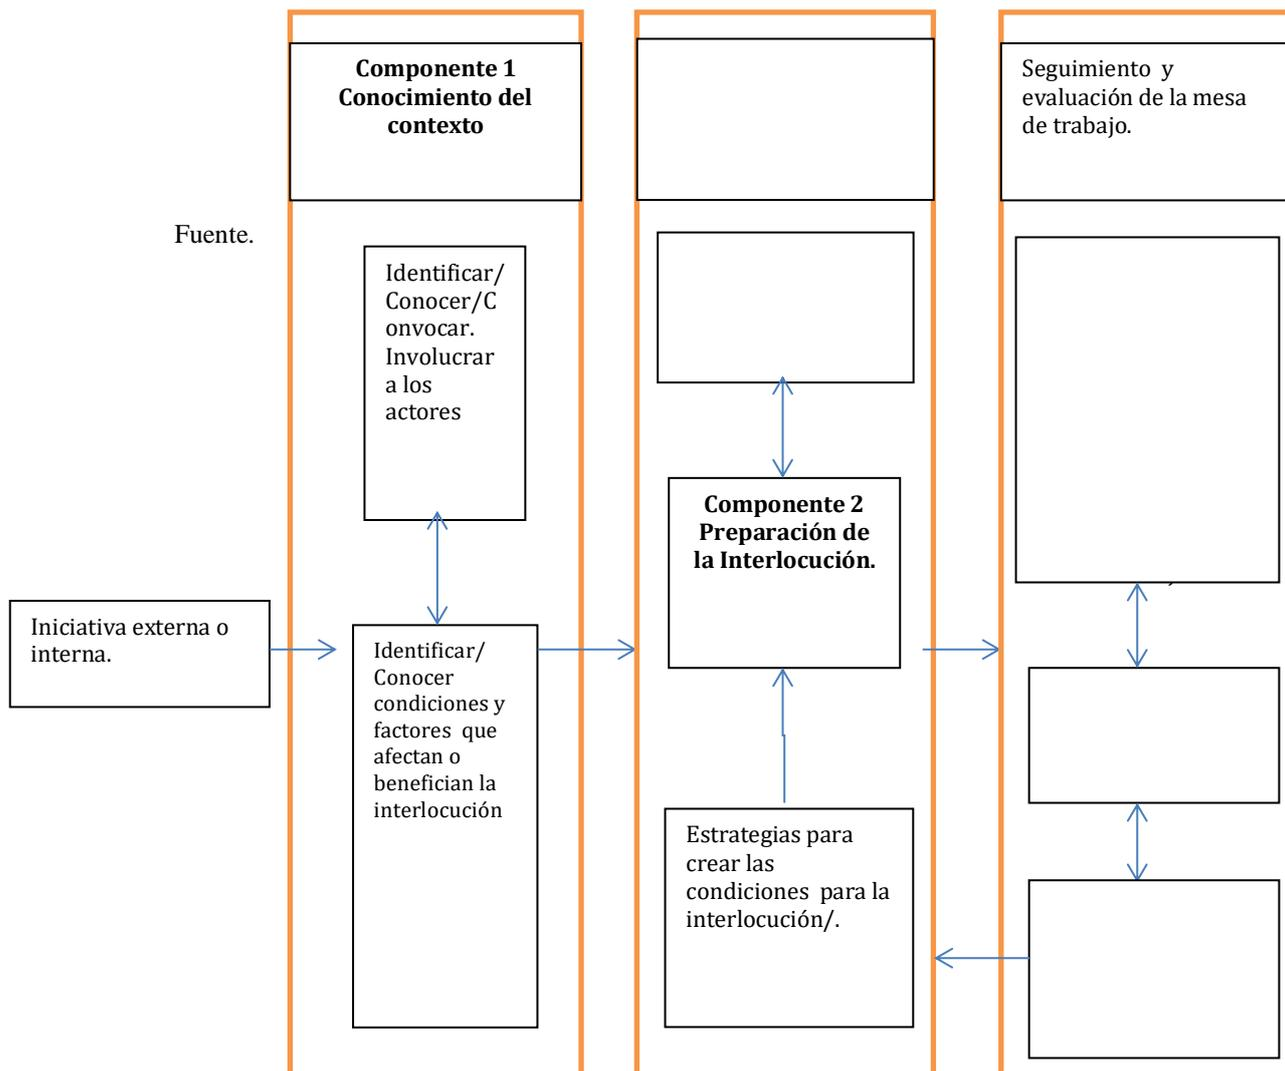 Componente 1
Conocimiento del
contexto
Seguimiento y
evaluación de la mesa
de trabajo.
Fuente.
Identificar/
Conocer/C
onvocar.
Involucrar
a los
actores
Componente 2
Preparación de
la Interlocución.
Iniciativa externa o
interna.
Identificar/
Conocer
condiciones y
factores que
afectan o
benefician la
interlocución
Estrategias para
crear las
condiciones para la
interlocución/.